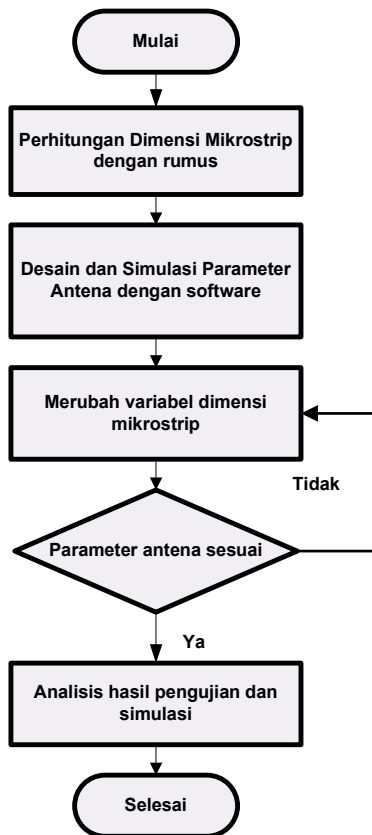 Mulai
Perhitungan Dimensi Mikrostrip
dengan rumus
Desain dan Simulasi Parameter
Antena dengan software
Merubah variabel dimensi
mikrostrip
Tidak
Parameter antena sesuai
Ya
Analisis hasil pengujian dan
simulasi
Selesai